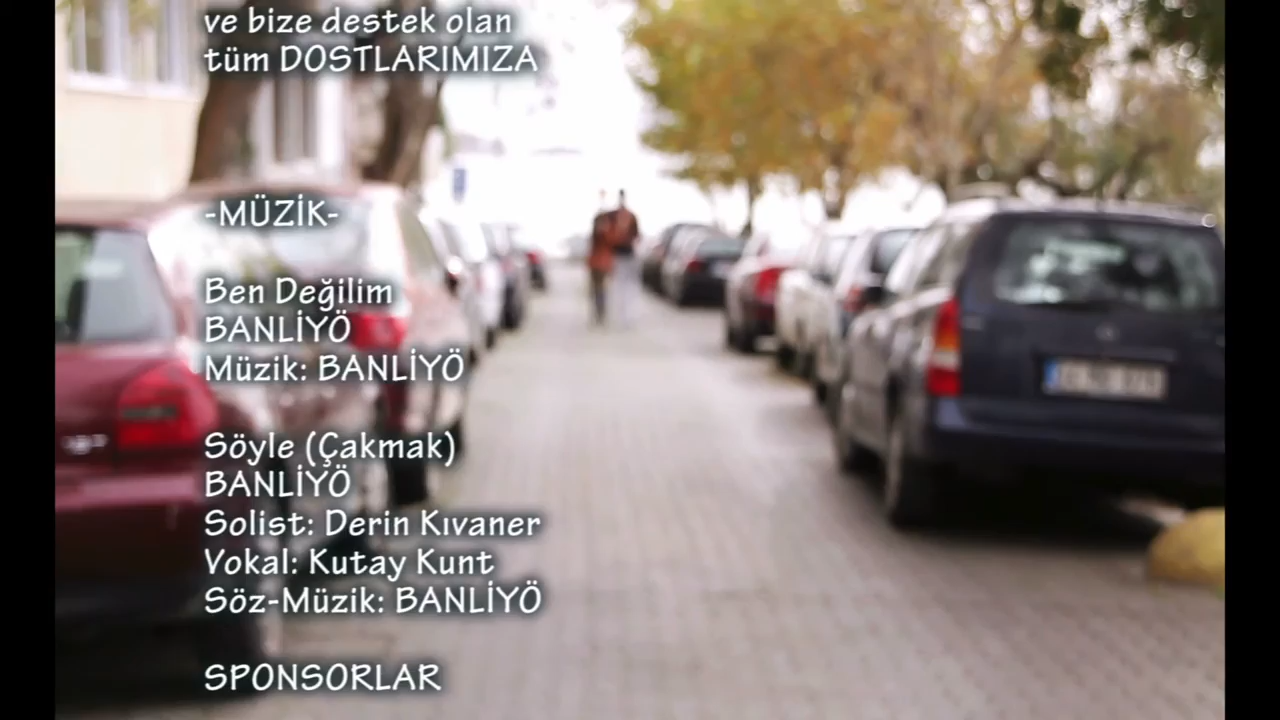 ve bize destek olan
tüm DOSTLARIMIZA
-MÜZİK-
Ben Değilim
BANLİYÖ
Müzik: BANLİYÖ
Söyle (Çakmak)
BANLİYÖ
Solist: Derin Kıvaner
Vokal: Kutay Kunt
Söz-Müzik: BANLİYÖ
SPONSORLAR